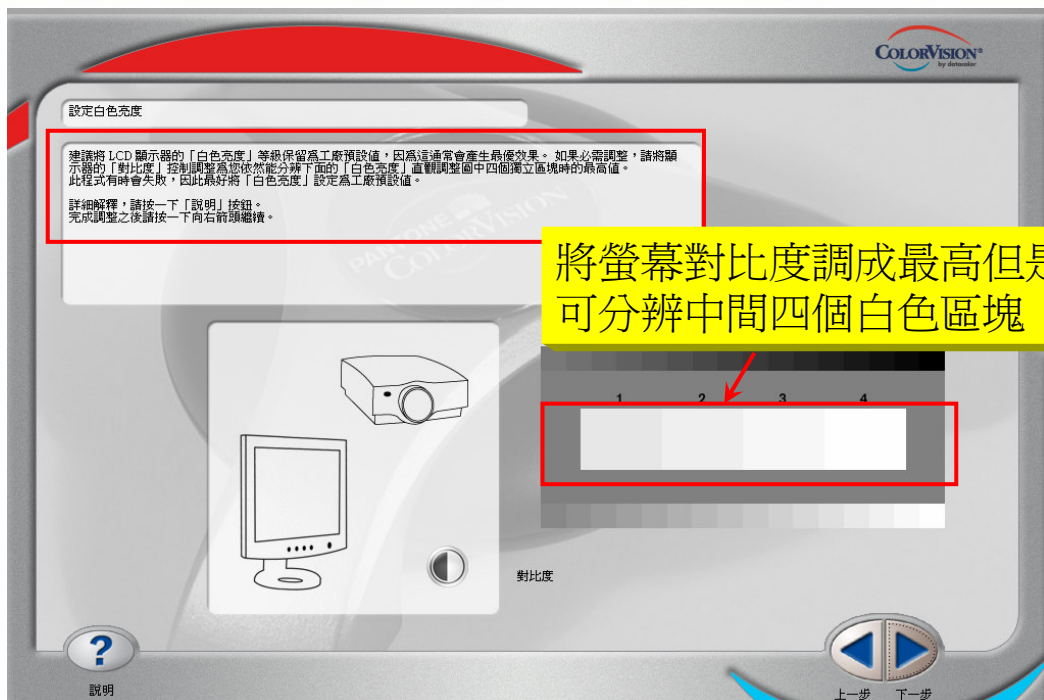 COLORVISION®
by datacolor
設定白色亮度
建議將 LCD 顯示器的「白色亮度」等級保留為工廠預設值，因為這通常會產生最優效果。 如果必需調整，請將顯
示器的「對比度」控制調整為您依然能分辨下面的「白色亮度」直觀調整圖中四個獨立區塊時的最高值。
此程式有時會失敗，因此最好將「白色亮度」設定為工廠預設值。
詳細解釋，請按一下「說明」按鈕。
完成調整之後請按一下向右箭頭繼續。
PANTONE
COLORVISION
將螢幕對比度調成最高但是
可分辨中間四個白色區塊
1 2 3 4
對比度
?
說明
上一步 下一步